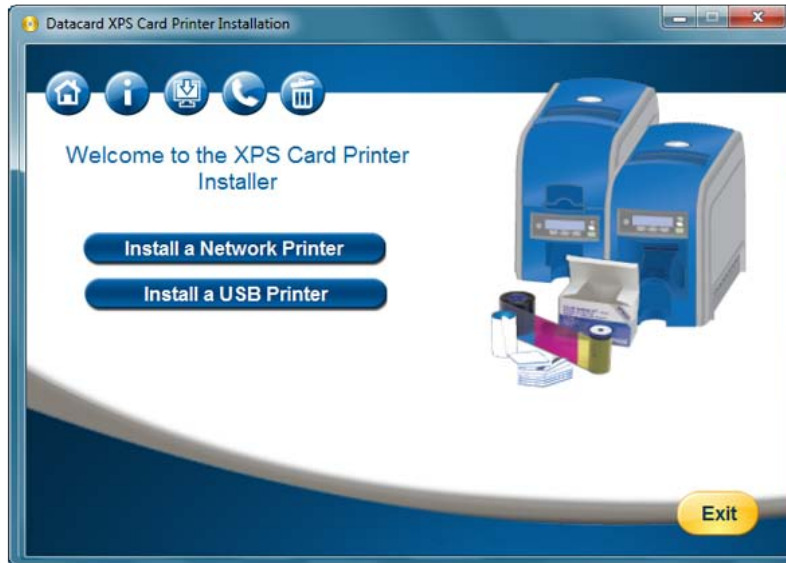 Datacard XPS Card Printer Installation
Welcome to the XPS Card Printer
Installer
Install a Network Printer
Install a USB Printer
Exit